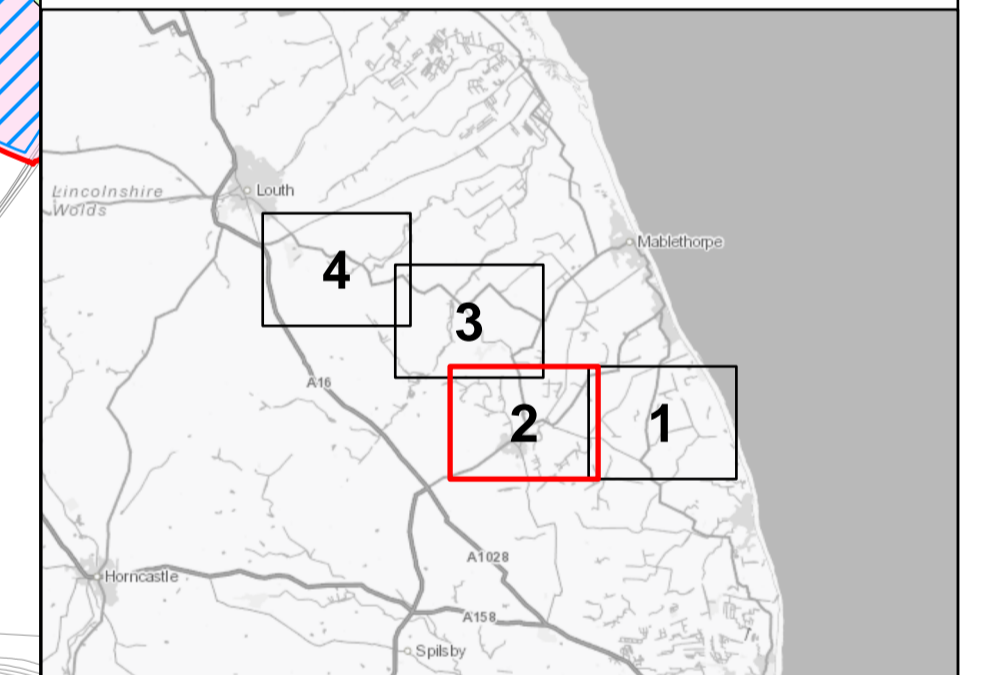 Lincolnshire
Wolds
Louth
Mablethorpe
4
3
A16
2
1
A1028
Horncastle
A158
Spilsby